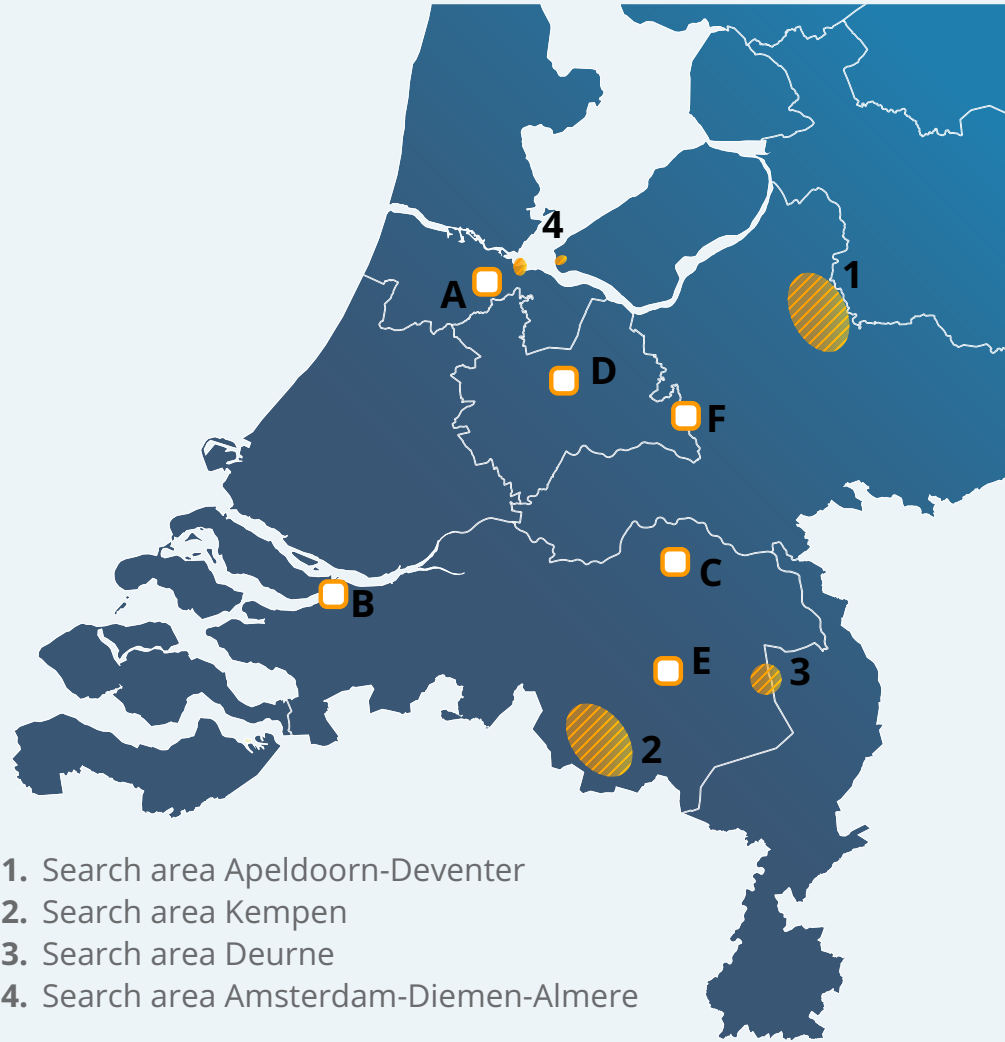 4
1
A
D
F
C
B
E
3
2
1. Search area Apeldoorn-Deventer
2. Search area Kempen
3. Search area Deurne
4. Search area Amsterdam-Diemen-Almere